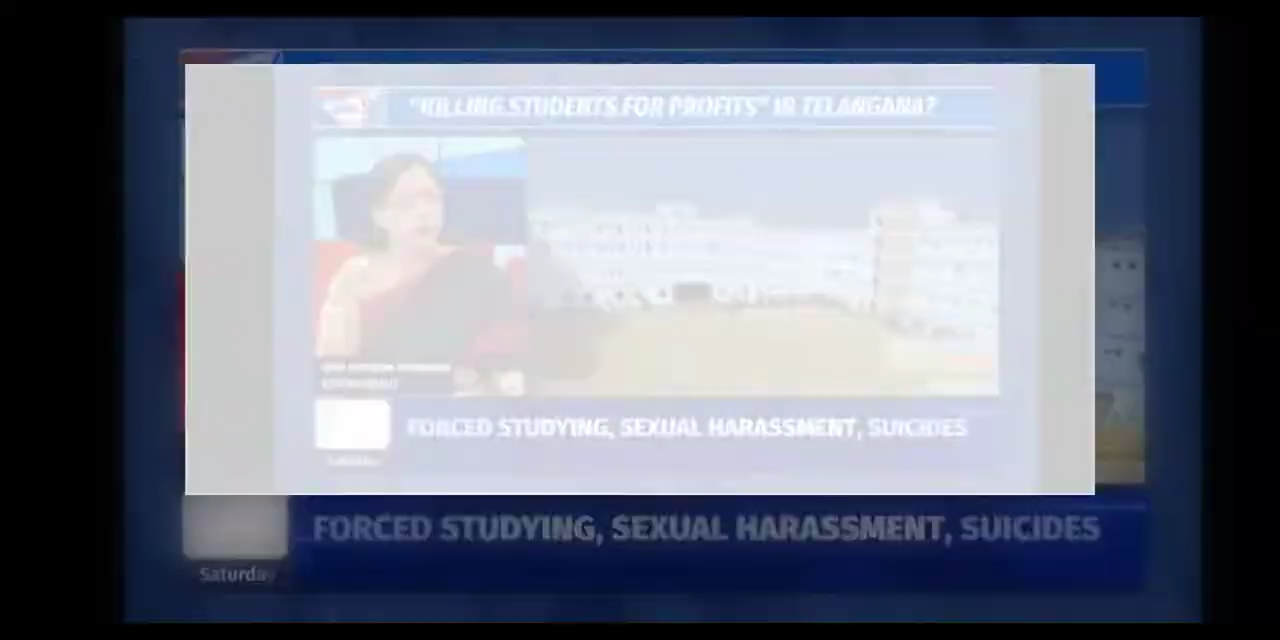 "KILLING STUDENTS FOR PROFITS" IN TELANGANA?
FORCED STUDYING, SEXUAL HARASSMENT, SUICIDES
FORCED STUDYING, SEXUAL HARASSMENT, SUICIDES
Saturday